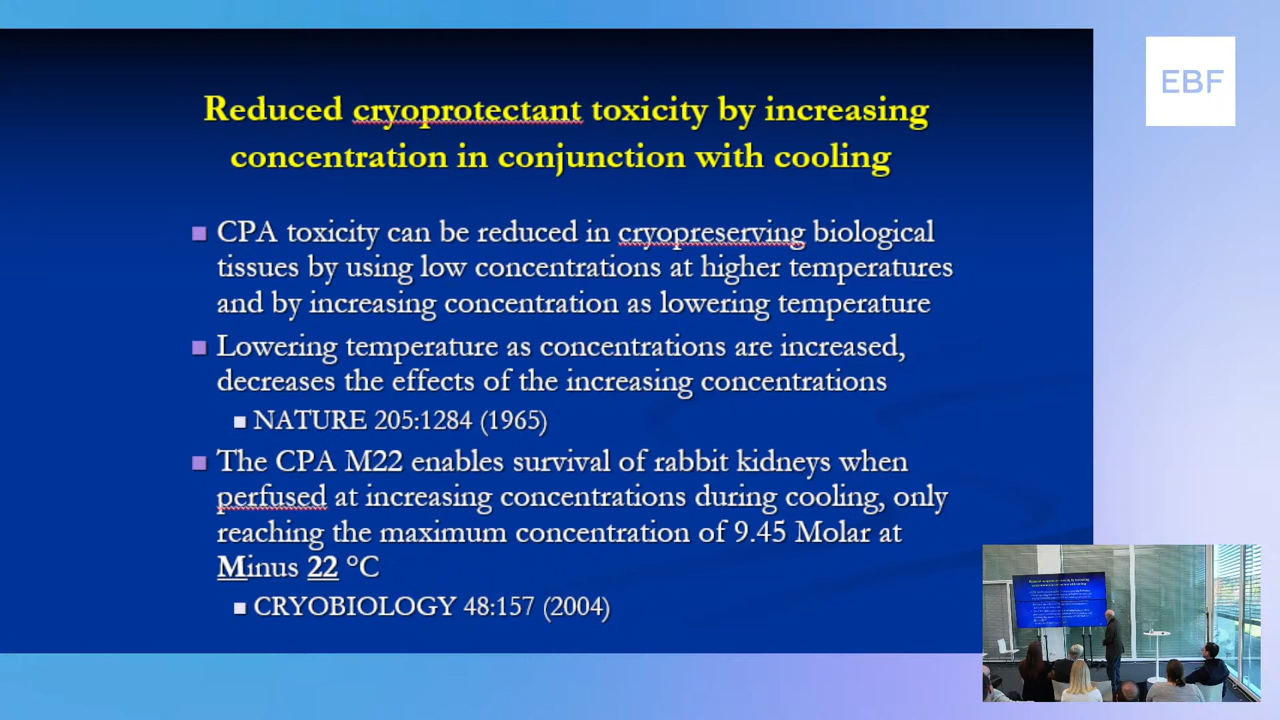 EBF
Reduced cryoprotectant toxicity by increasing
concentration in conjunction with cooling
CPA toxicity can be reduced in cryopreserving biological
tissues by using low concentrations at higher temperatures
and by increasing concentration as lowering temperature
Lowering temperature as concentrations are increased,
decreases the effects of the increasing concentrations
NATURE 205:1284 (1965)
The CPA M22 enables survival of rabbit kidneys when
perfused at increasing concentrations during cooling, only
reaching the maximum concentration of 9.45 Molar at
Minus 22 °C
CRYOBIOLOGY 48:157 (2004)